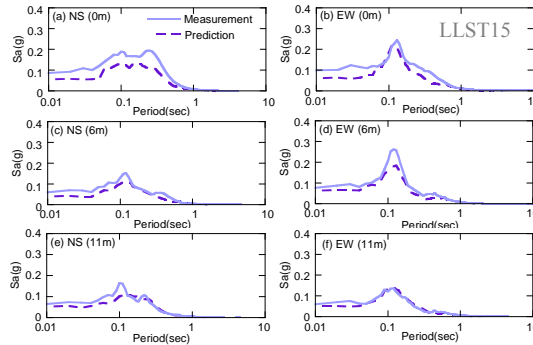 (a) NS (0m)
Measurement
Prediction
0.4
0.3
0.2
0.1
0
Sa(g)
0.01
0.1
1
10
Period(sec)
(b) EW (0m)
LLST15
0.4
0.3
0.2
0.1
0
Sa(g)
0.01
0.1
1
10
Period(sec)
(c) NS (6m)
0.4
0.3
0.2
0.1
0
Sa(g)
0.01
0.1
1
10
Period(sec)
(d) EW (6m)
0.4
0.3
0.2
0.1
0
Sa(g)
0.01
0.1
1
Period(sec)
(e) NS (11m)
0.4
0.3
0.2
0.1
0
Sa(g)
0.01
0.1
1
10
Period(sec)
(f) EW (11m)
0.4
0.3
0.2
0.1
0
Sa(g)
0.01
0.1
1
Period(sec)